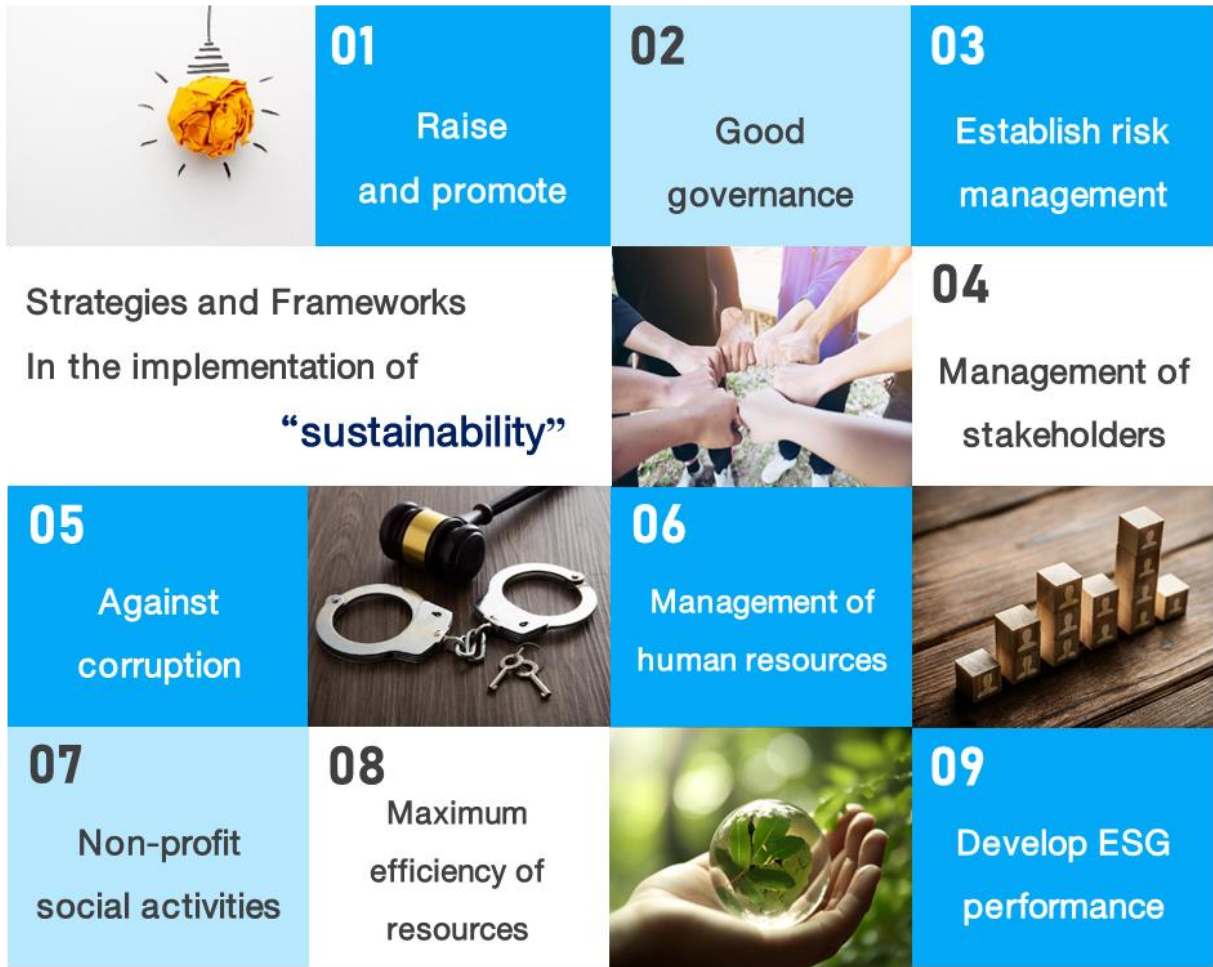 01
Raise
and promote
02
Good
governance
03
Establish risk
management
Strategies and Frameworks
In the implementation of
“sustainability”
04
Management of
stakeholders
05
Against
corruption
06
Management of
human resources
07
Non-profit
social activities
08
Maximum
efficiency of
resources
09
Develop ESG
performance